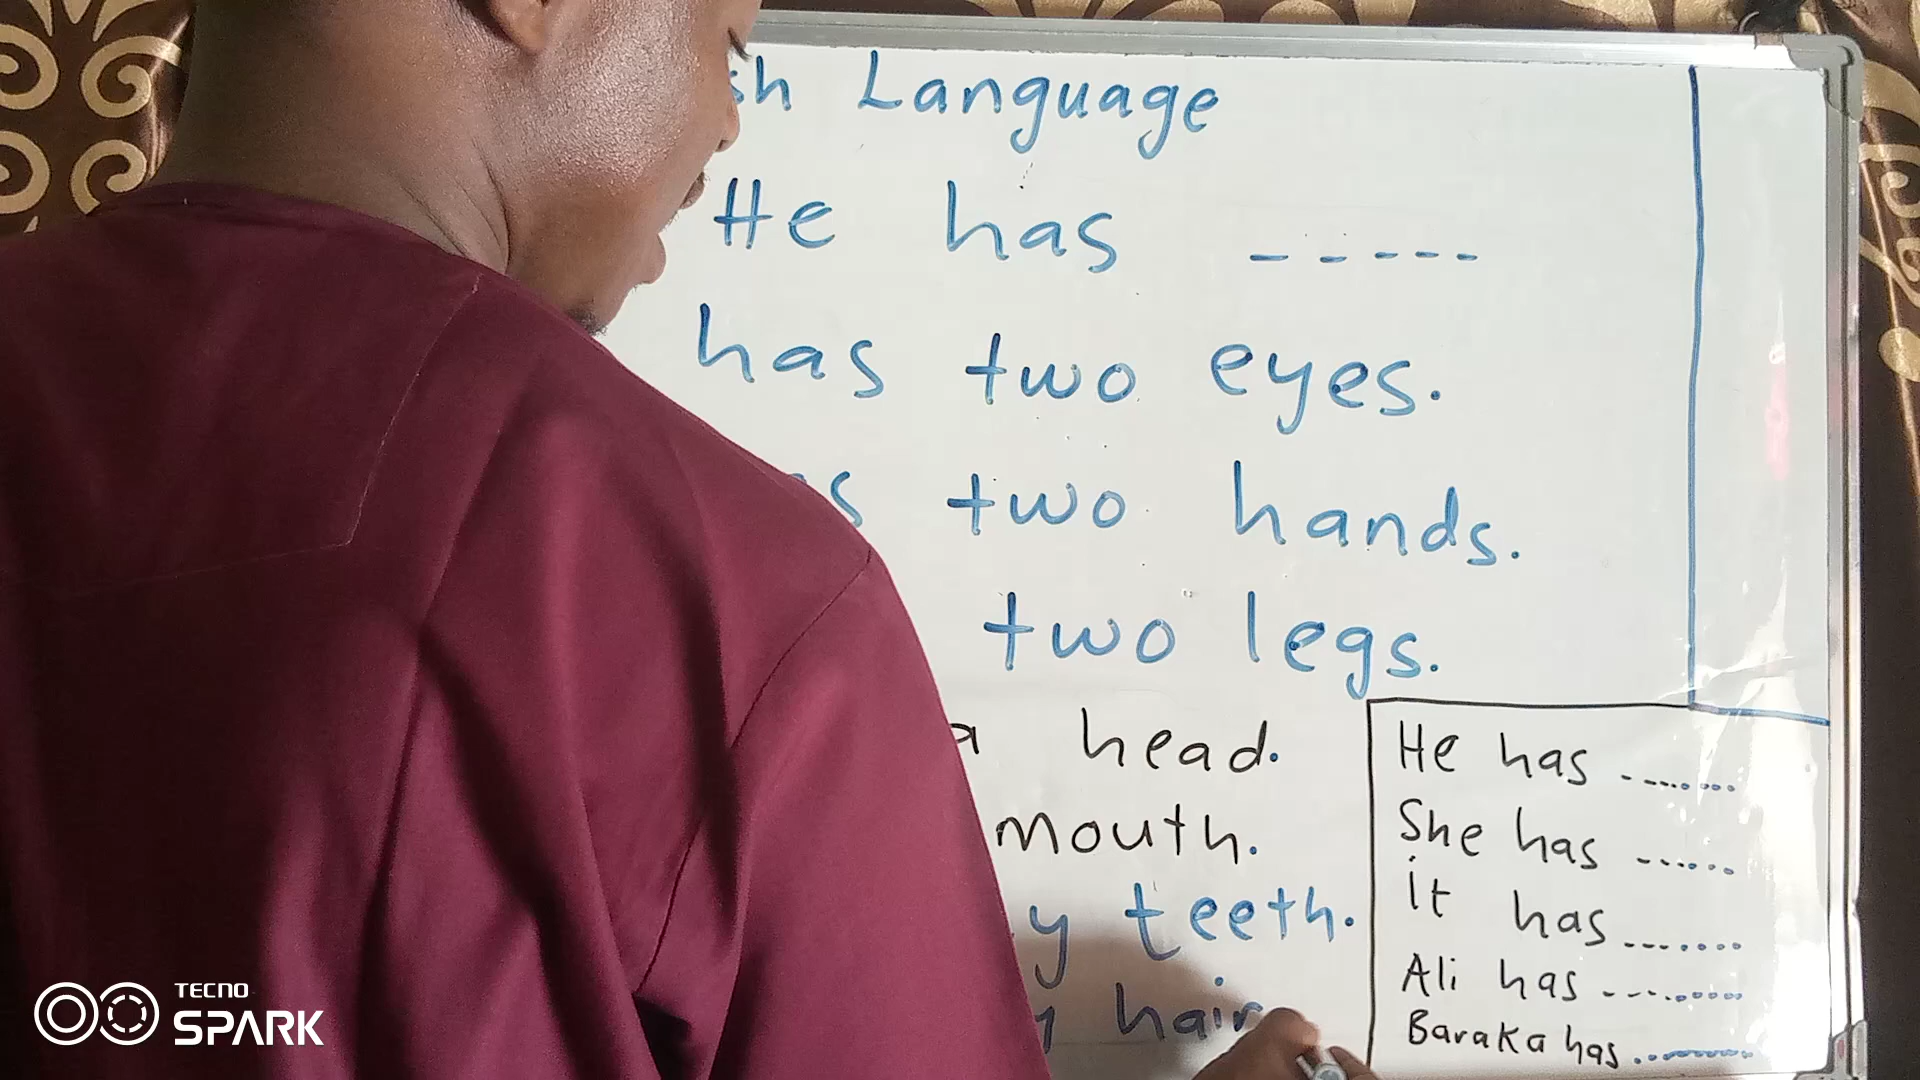 Language
He has -----
has two eyes.
two hands.
two legs.
a head.
mouth.
teeth.
hair
He has ........
She has ......
it has .......
Ali has ........
Baraka has ........
TECNO
SPARK